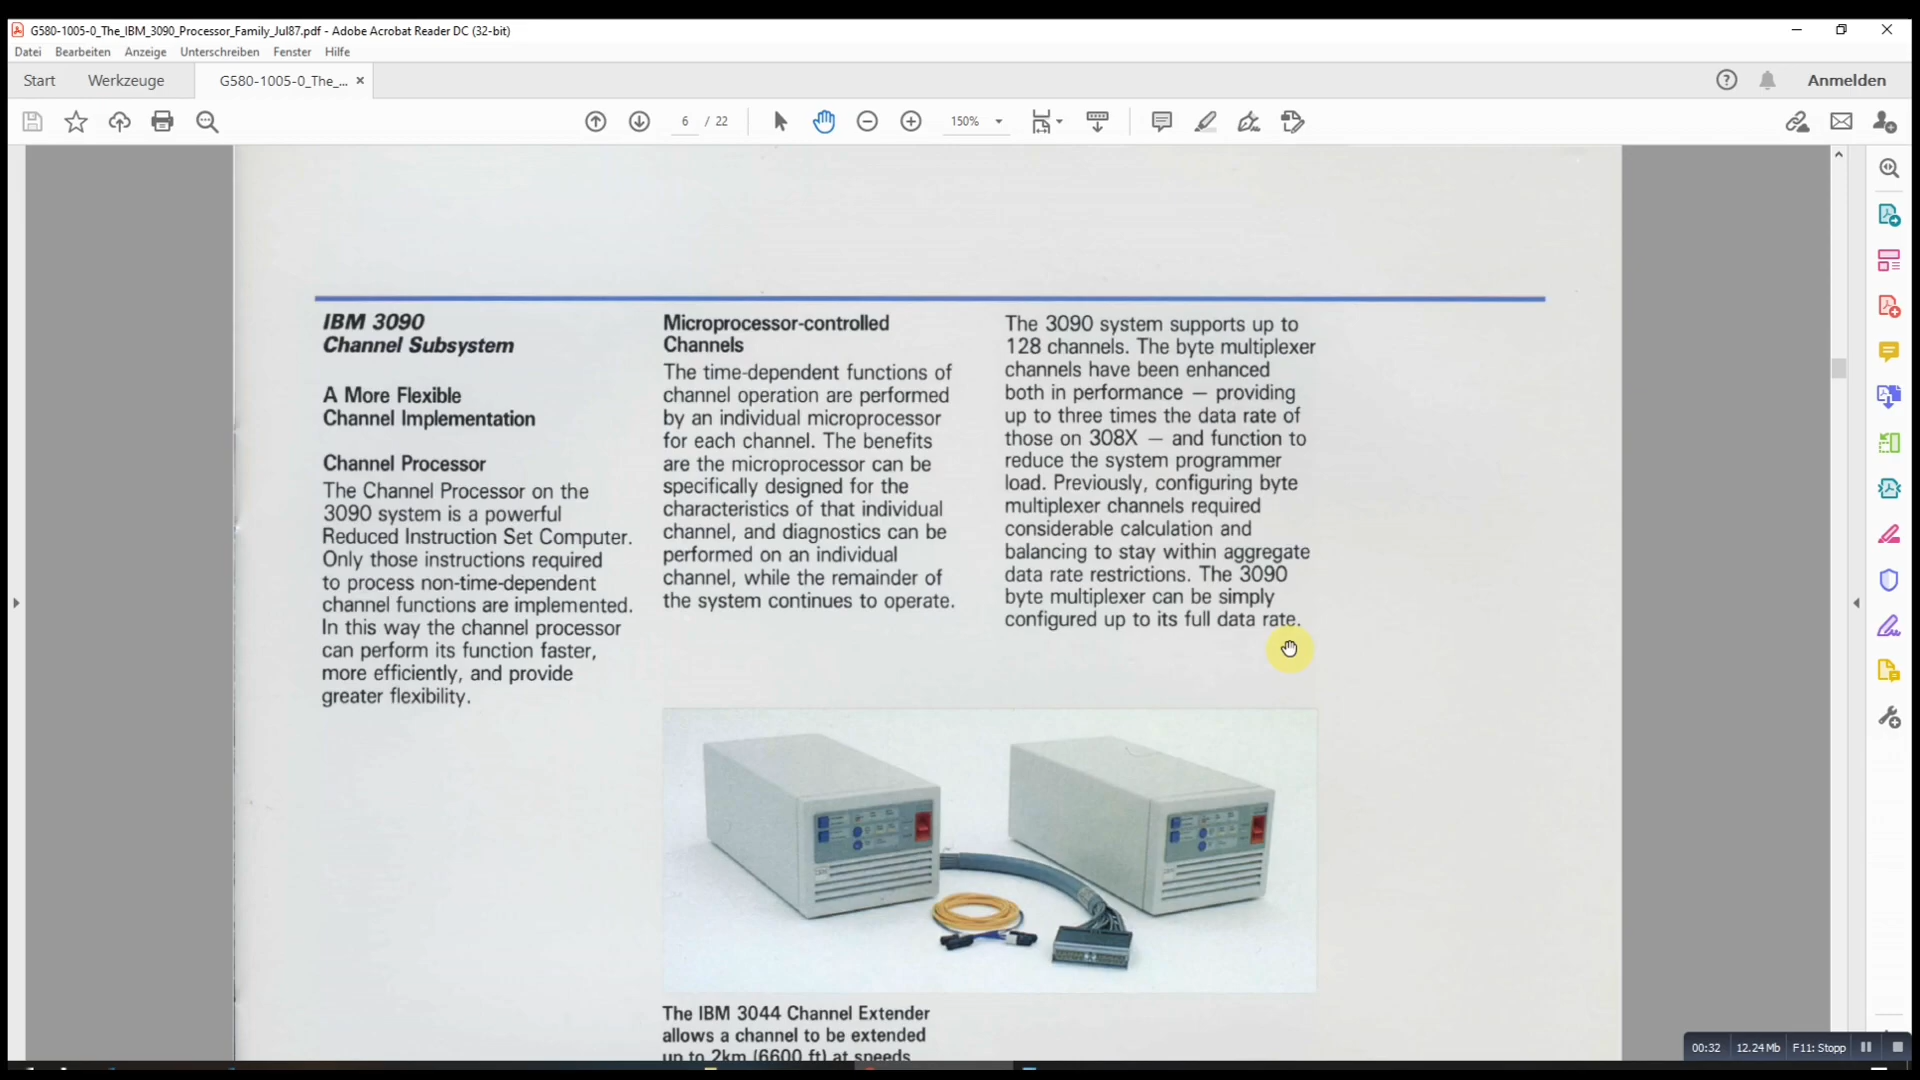 G580-1005-0_The_IBM_3090_Processor_Family_Jul87.pdf - Adobe Acrobat Reader DC (32-bit)
Datei Bearbeiten Anzeige Unterschreiben Fenster Hilfe
Start Werkzeuge G580-1005-0_The_... × Anmelden
6 / 22 150%
IBM 3090
Channel Subsystem
A More Flexible
Channel Implementation
Channel Processor
The Channel Processor on the
3090 system is a powerful
Reduced Instruction Set Computer.
Only those instructions required
to process non-time-dependent
channel functions are implemented.
In this way the channel processor
can perform its function faster,
more efficiently, and provide
greater flexibility.
Microprocessor-controlled
Channels
The time-dependent functions of
channel operation are performed
by an individual microprocessor
for each channel. The benefits
are the microprocessor can be
specifically designed for the
characteristics of that individual
channel, and diagnostics can be
performed on an individual
channel, while the remainder of
the system continues to operate.
The 3090 system supports up to
128 channels. The byte multiplexer
channels have been enhanced
both in performance — providing
up to three times the data rate of
those on 308X — and function to
reduce the system programmer
load. Previously, configuring byte
multiplexer channels required
considerable calculation and
balancing to stay within aggregate
data rate restrictions. The 3090
byte multiplexer can be simply
configured up to its full data rate.
The IBM 3044 Channel Extender
allows a channel to be extended
up to 2km (6600 ft) at speeds
00:32 12.24 Mb F11: Stopp